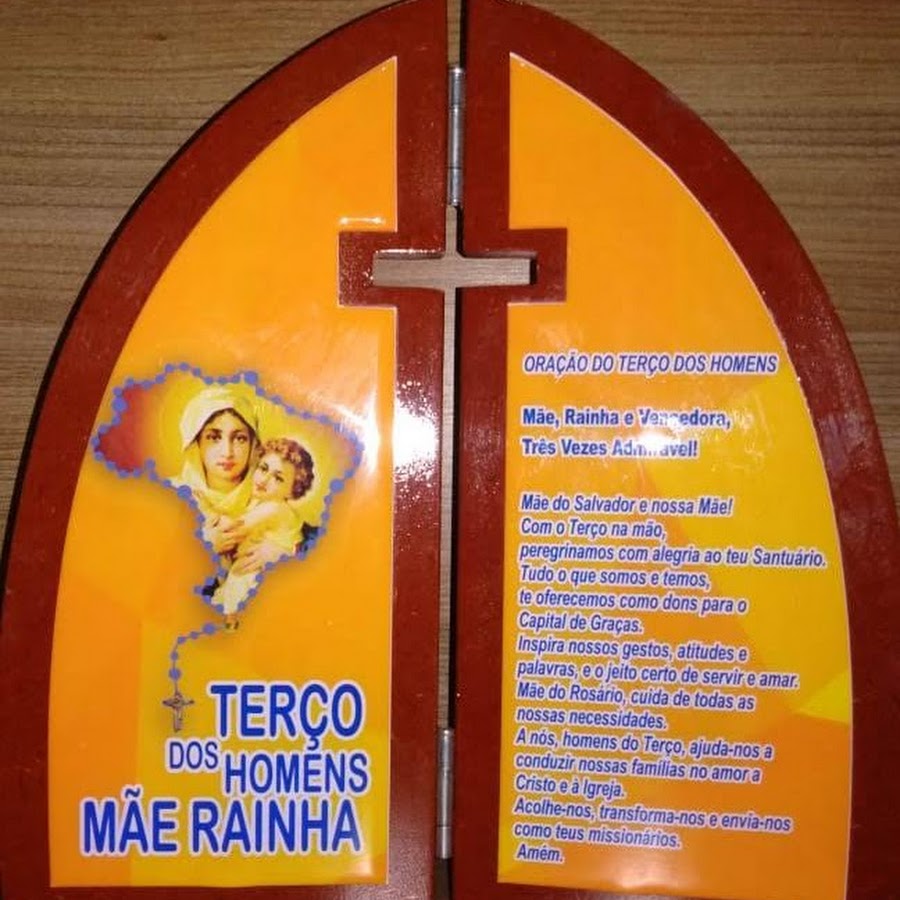 TERÇO
DOS HOMENS
MÃE RAINHA
ORAÇÃO DO TERÇO DOS HOMENS
Mãe, Rainha e Vencedora,
Três Vezes Admirável!
Mãe do Salvador e nossa Mãe!
Com o Terço na mão,
peregrinamos com alegria ao teu Santuário.
Tudo o que somos e temos,
te oferecemos como dons para o
Capital de Graças.
Inspira nossos gestos, atitudes e
palavras, e o jeito certo de servir e amar.
Mãe do Rosário, cuida de todas as
nossas necessidades.
A nós, homens do Terço, ajuda-nos a
conduzir nossas famílias no amor a
Cristo e à Igreja.
Acolhe-nos, transforma-nos e envia-nos
como teus missionários.
Amém.